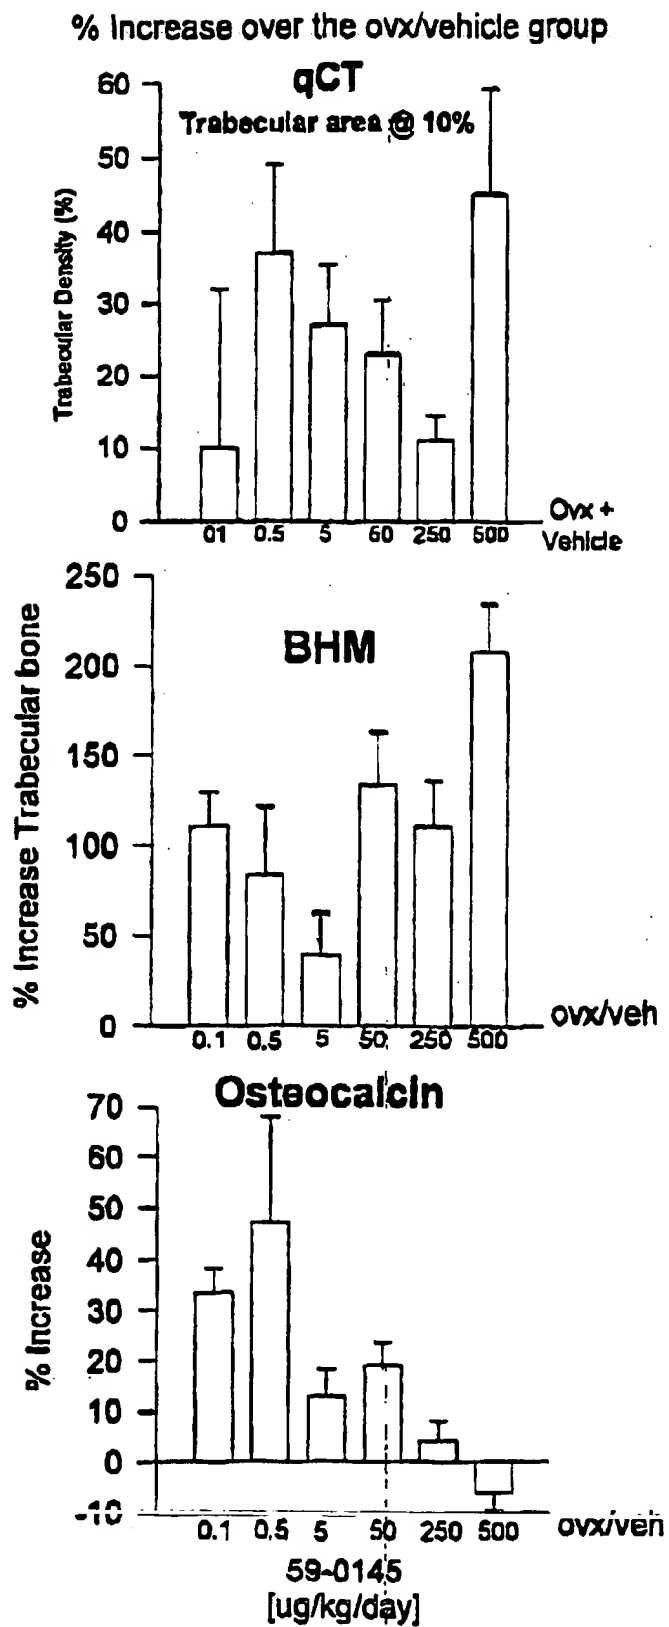 % Increase over the ovx/vehicle group
qCT
Trabecular area @ 10%
Trabecular Density (%)
60
50
40
30
20
10
0
01 0.5 5 60 250 500
Ovx +
Vehicle
BHM
% Increase Trabecular bone
250
200
150
100
50
0
0.1 0.5 5 50 250 500
ovx/veh
Osteocalcin
% Increase
70
60
50
40
30
20
10
0
-10
0.1 0.5 5 50 250 500
ovx/veh
59-0145
[ug/kg/day]